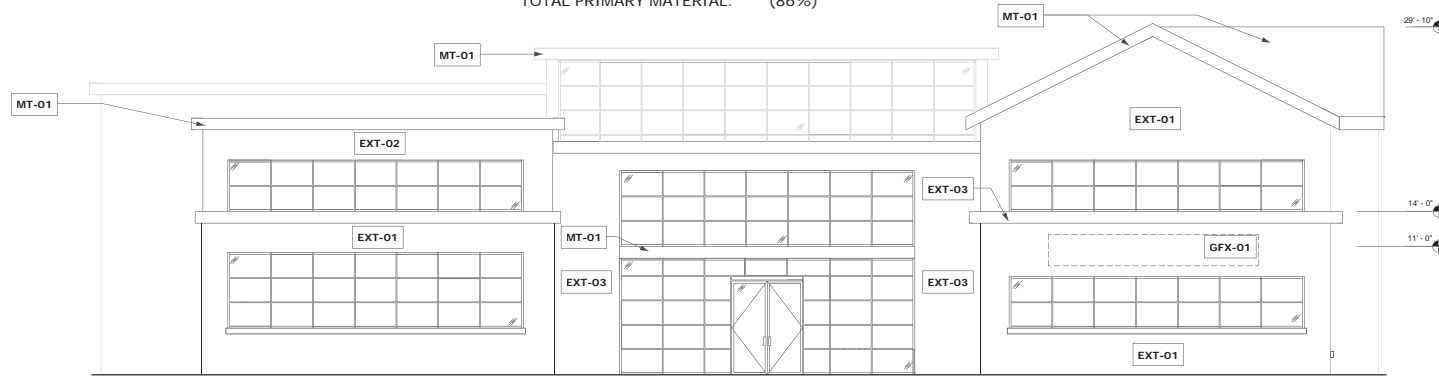 TOTAL PRIMARY MATERIAL: (86%)
MT-01
29' - 10"
MT-01
MT-01
EXT-01
EXT-02
EXT-03
14' - 0"
EXT-01
MT-01
GFX-01
11' - 0"
EXT-03
EXT-03
EXT-01